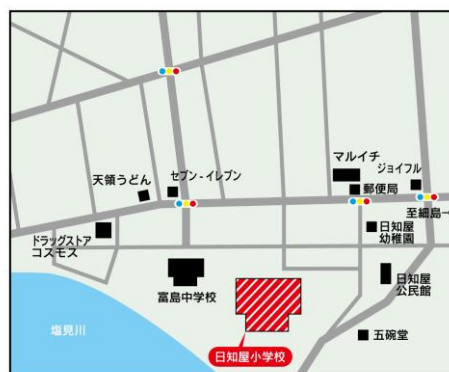 マルイチ
ジョイフル
天領うどん
セブン-イレブン
郵便局
至細島→
日知屋
幼稚園
ドラッグストア
コスモス
富島中学校
日知屋
公民館
塩見川
五碗堂
日知屋小学校